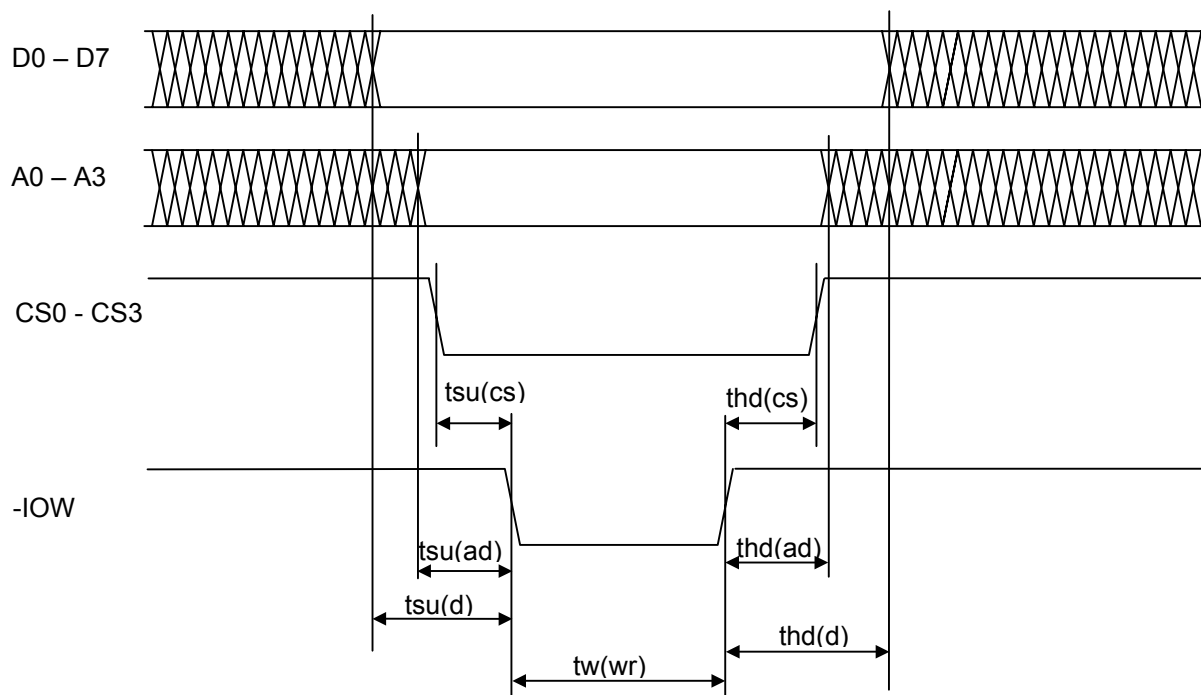 D0 – D7
A0 – A3
CS0 - CS3
tsu(cs)
thd(cs)
-IOW
tsu(ad)
thd(ad)
tsu(d)
thd(d)
tw(wr)